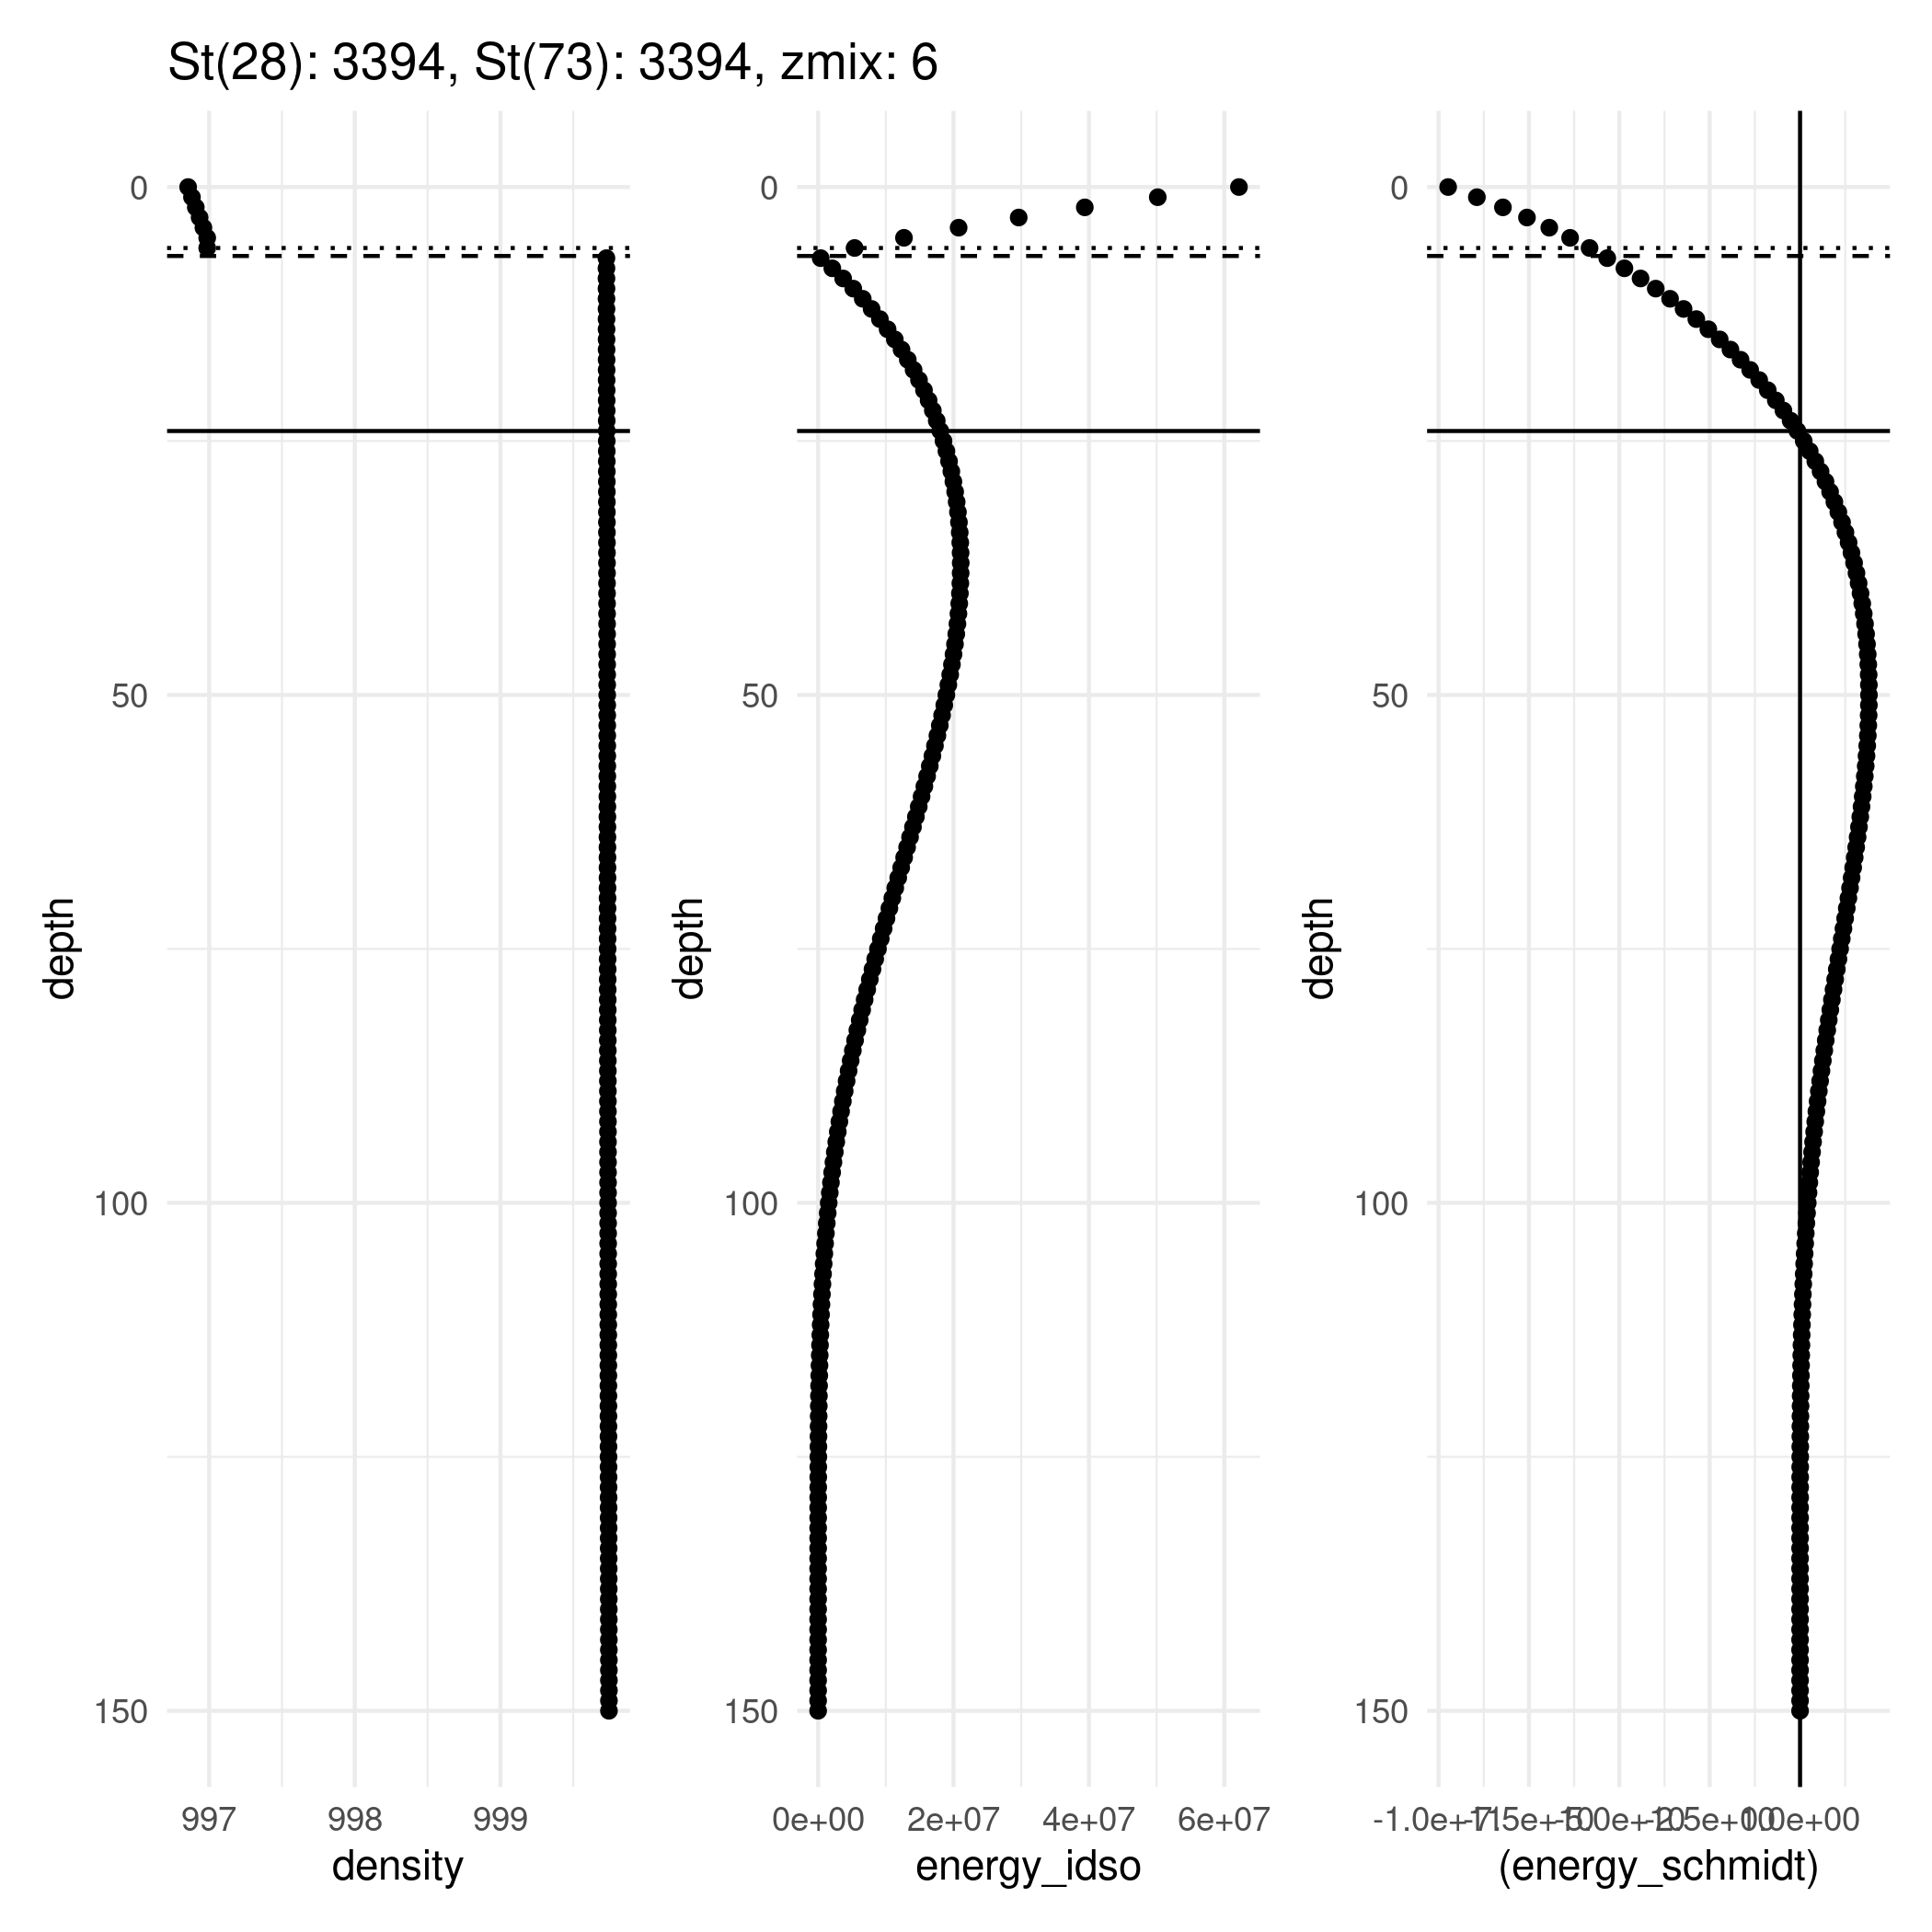 St(28): 3394, St(73): 3394, zmix: 6
0
50
100
150
depth
997
998
999
density
0
50
100
150
depth
0e+00
2e+07
4e+07
6e+07
energy_idso
0
50
100
150
depth
0.0e+00
(energy_schmidt)